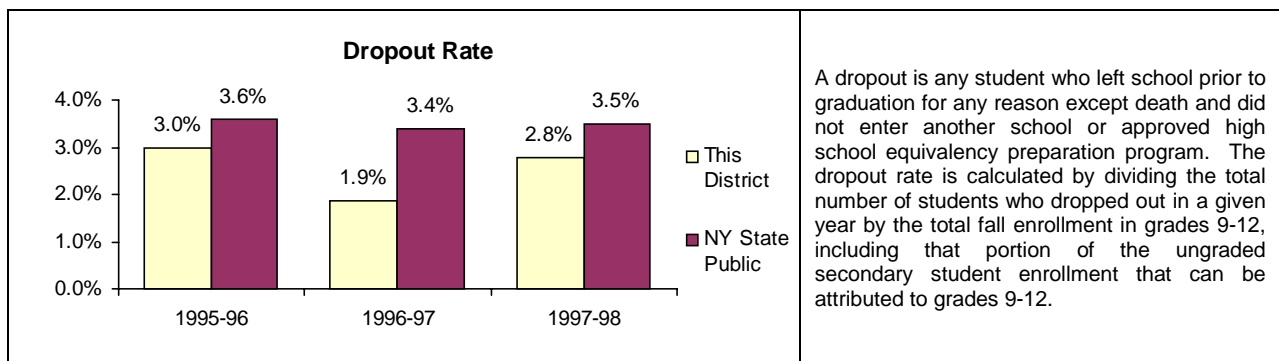 Dropout Rate
4.0%
3.0%
2.0%
1.0%
0.0%
3.0%
3.6%
1.9%
3.4%
2.8%
3.5%
1995-96
1996-97
1997-98
This
District
NY State
Public
A dropout is any student who left school prior to
graduation for any reason except death and did
not enter another school or approved high
school equivalency preparation program. The
dropout rate is calculated by dividing the total
number of students who dropped out in a given
year by the total fall enrollment in grades 9-12,
including that portion of the ungraded
secondary student enrollment that can be
attributed to grades 9-12.